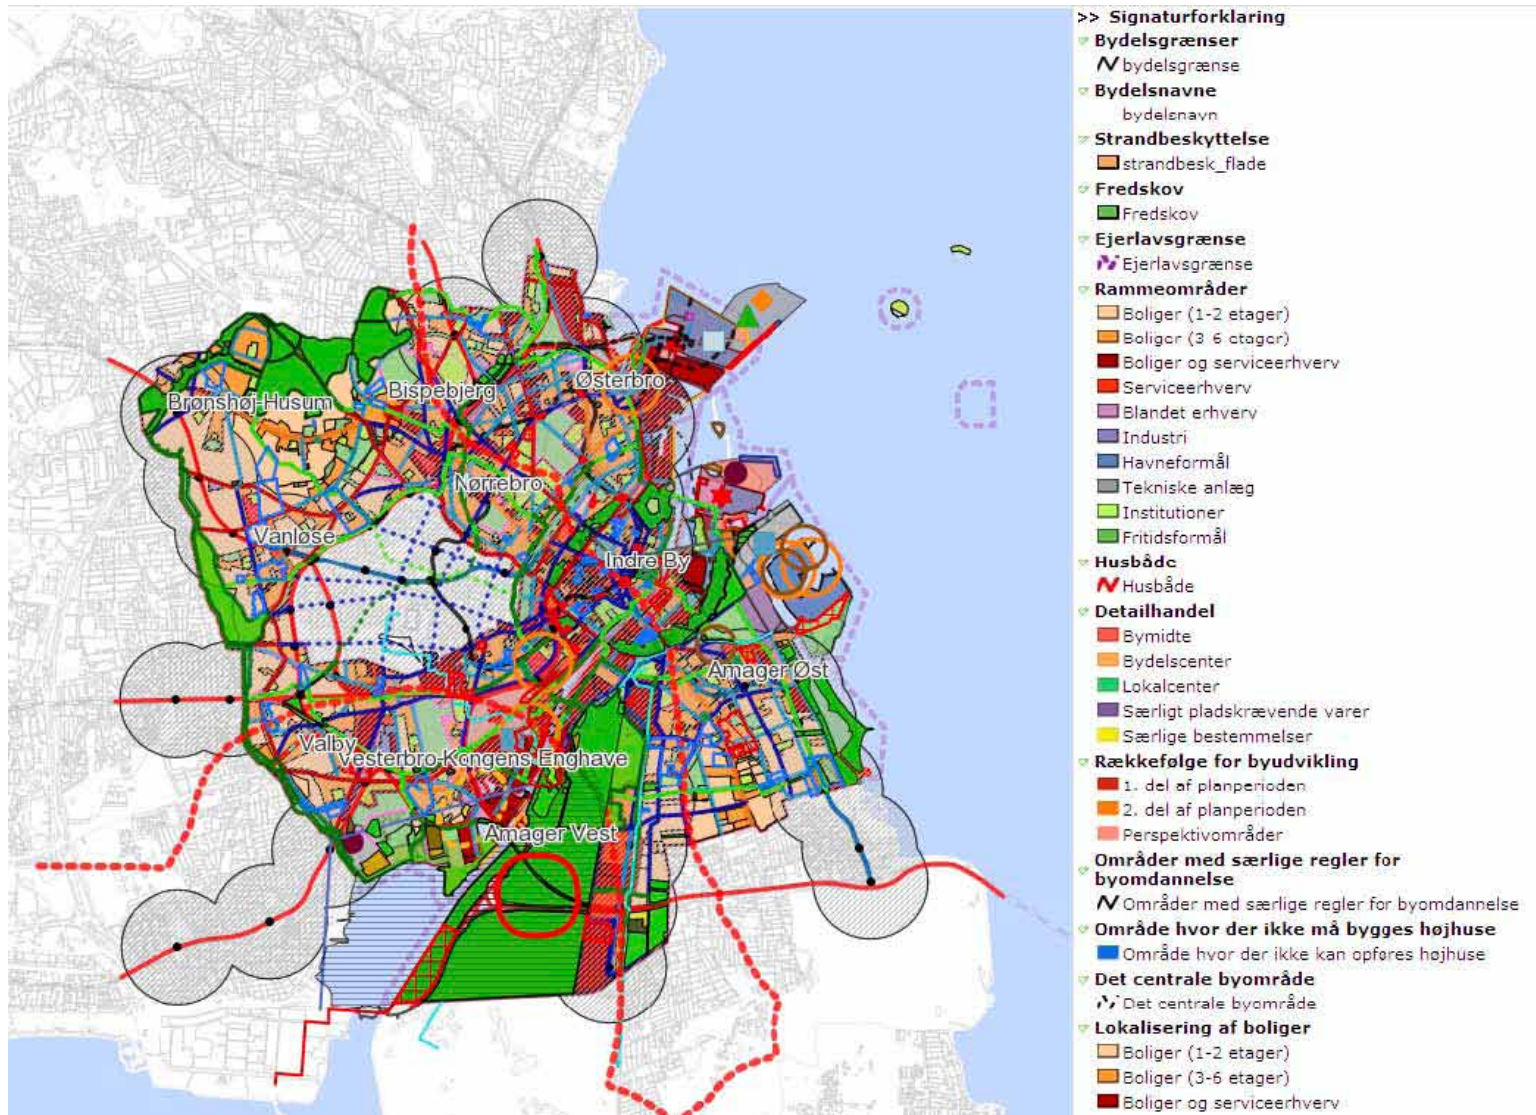 >> Signaturforklaring
Bydelsgrænser
bydelsgrænse
Bydelsnavne
bydelsnavn
Strandbeskyttelse
strandbesk_flade
Fredskov
Fredskov
Ejerlavsgrænse
Ejerlavsgrænse
Rammeområder
Boliger (1-2 etager)
Boliger (3-6 etager)
Boliger og serviceerhverv
Serviceerhverv
Blandet erhverv
Industri
Havneformål
Tekniske anlæg
Institutioner
Fritidsformål
Husbåde
Husbåde
Detailhandel
Bymidte
Bydelscenter
Lokalcenter
Særligt pladskrævende varer
Særlige bestemmelser
Rækkefølge for byudvikling
1. del af planperioden
2. del af planperioden
Perspektivområder
Områder med særlige regler for
byomdannelse
Områder med særlige regler for byomdannelse
Område hvor der ikke må bygges højhuse
Område hvor der ikke kan opføres højhuse
Det centrale byområde
Det centrale byområde
Lokalisering af boliger
Boliger (1-2 etager)
Boliger (3-6 etager)
Boliger og serviceerhverv
Østerbro
Bispebjerg
Brønshøj-Husum
Nørrebro
Vanløse
Indre By
Amager Øst
Valby
Vesterbro-Kongens Enghave
Amager Vest